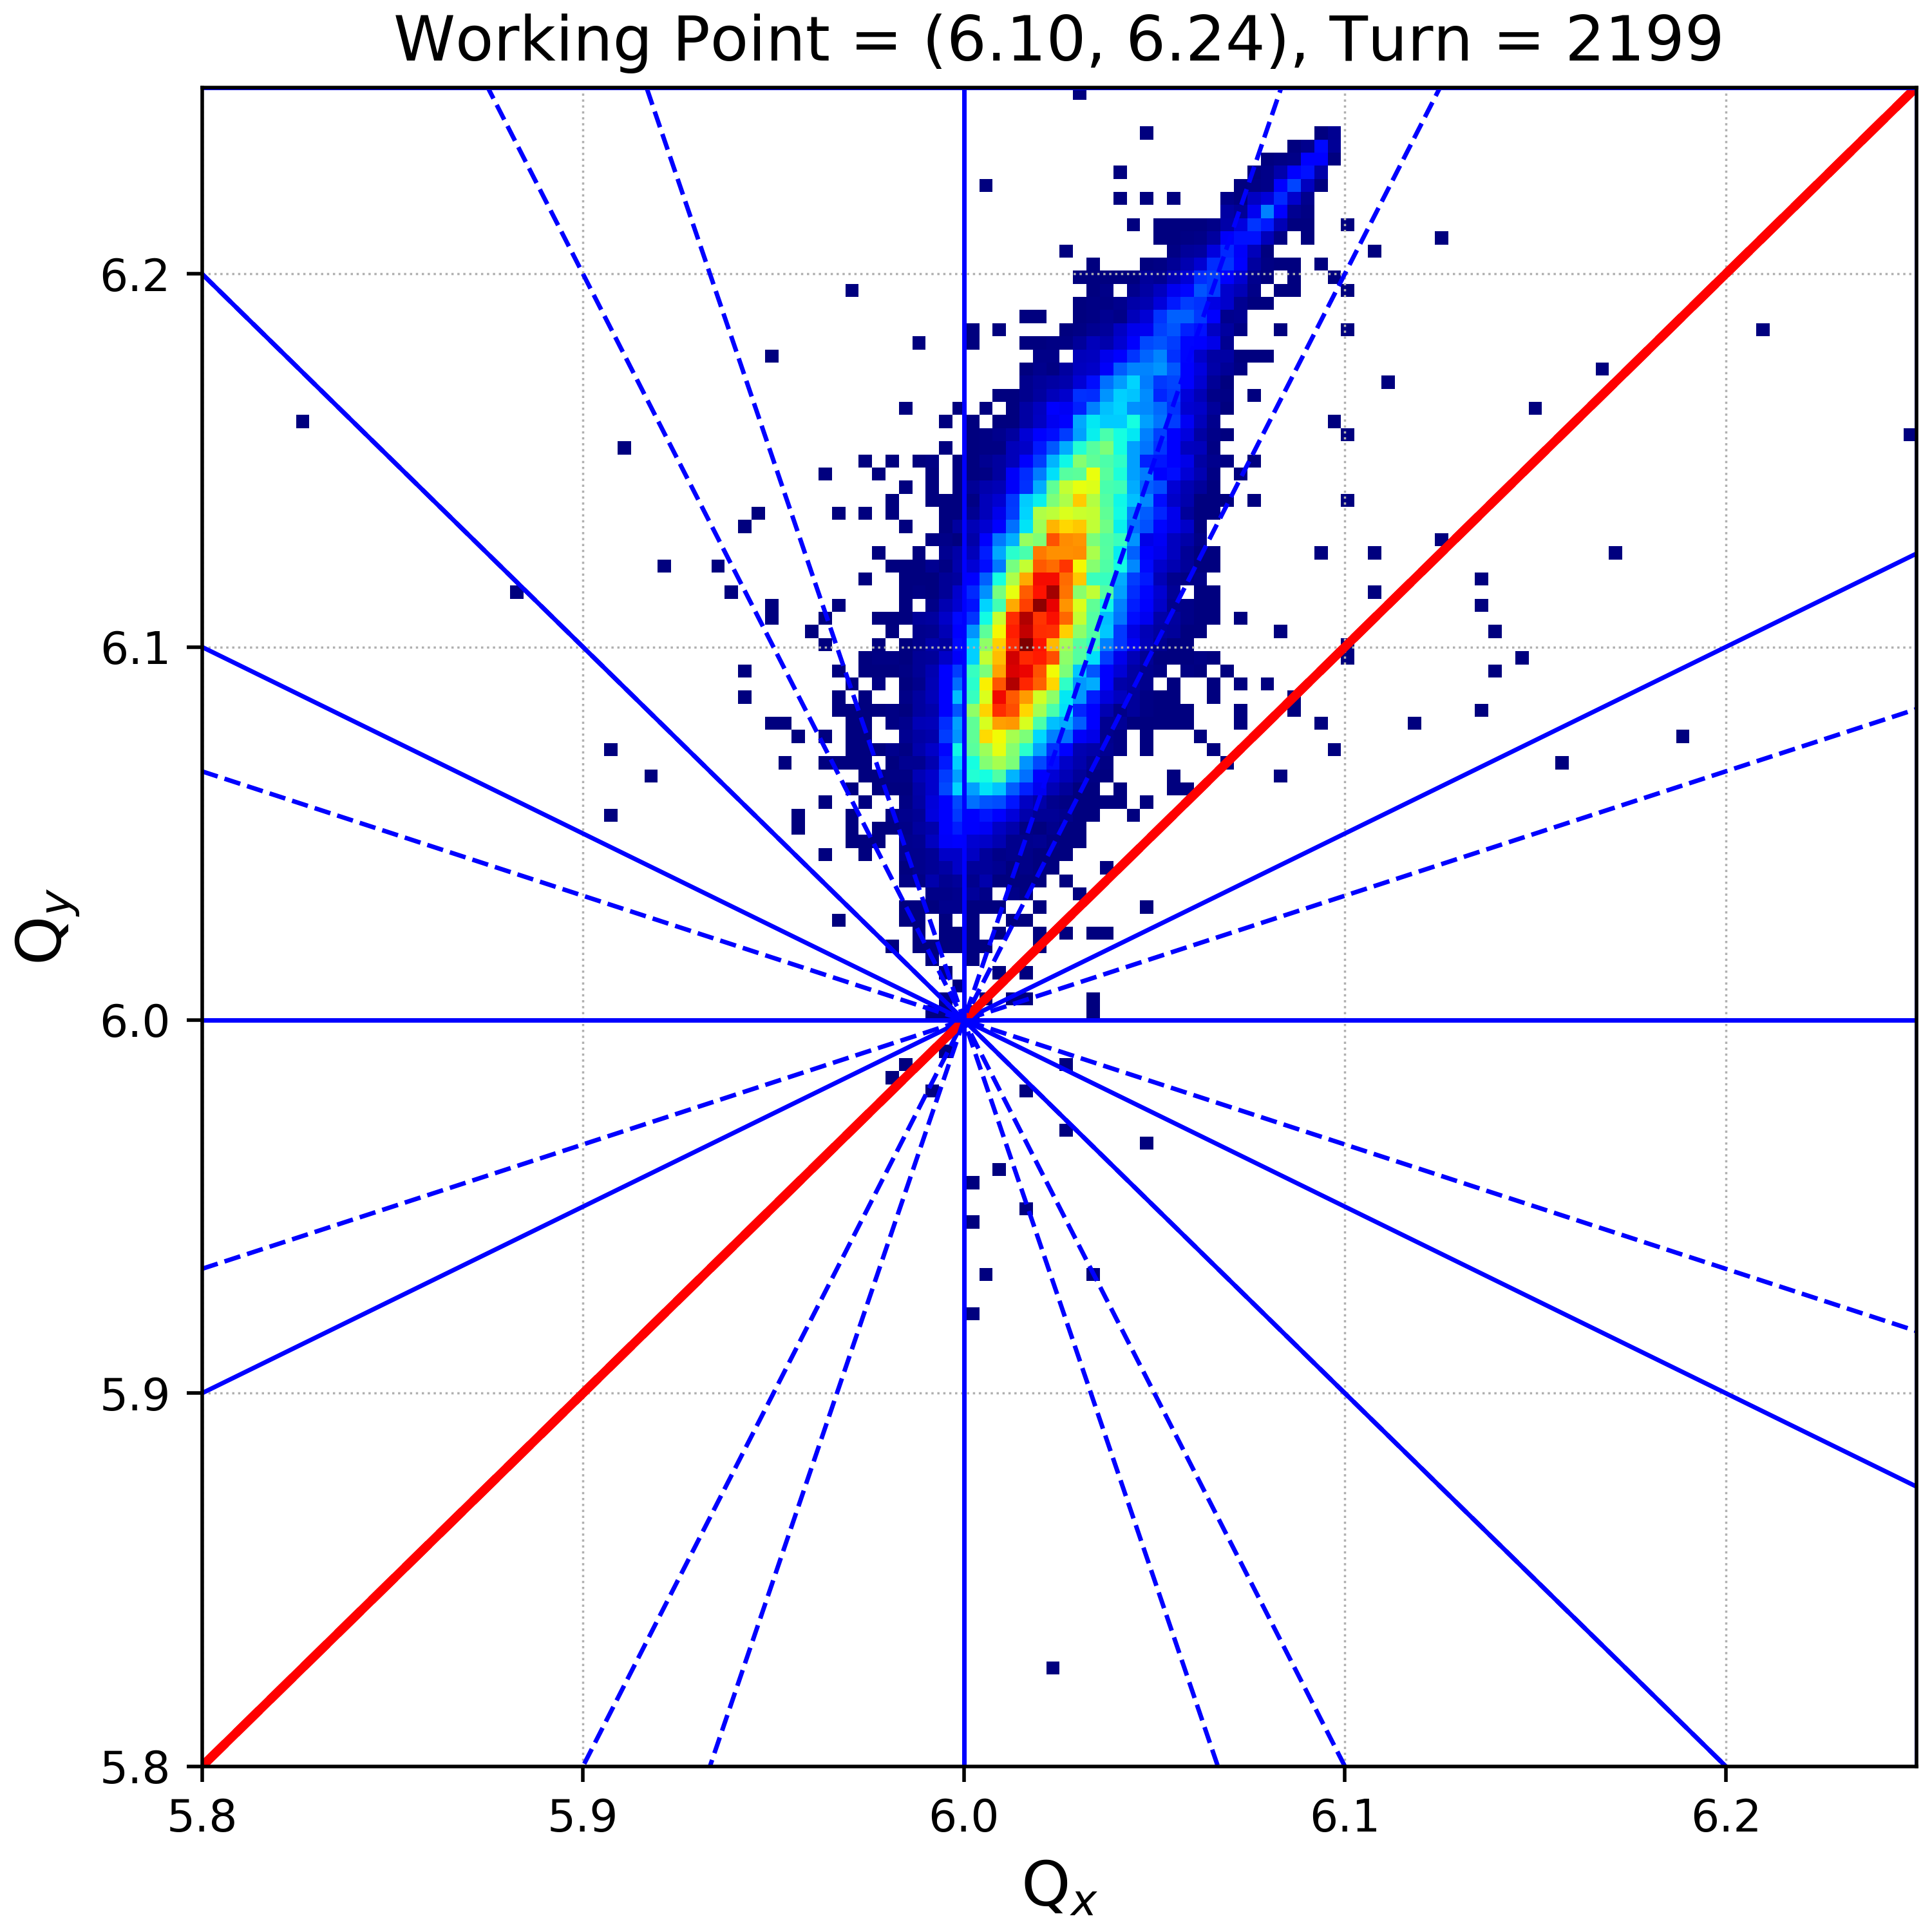 Working Point = (6.10, 6.24), Turn = 2199
6.2
6.1
6.0
5.9
5.8
Qy
5.8 5.9 6.0 6.1 6.2
Qx